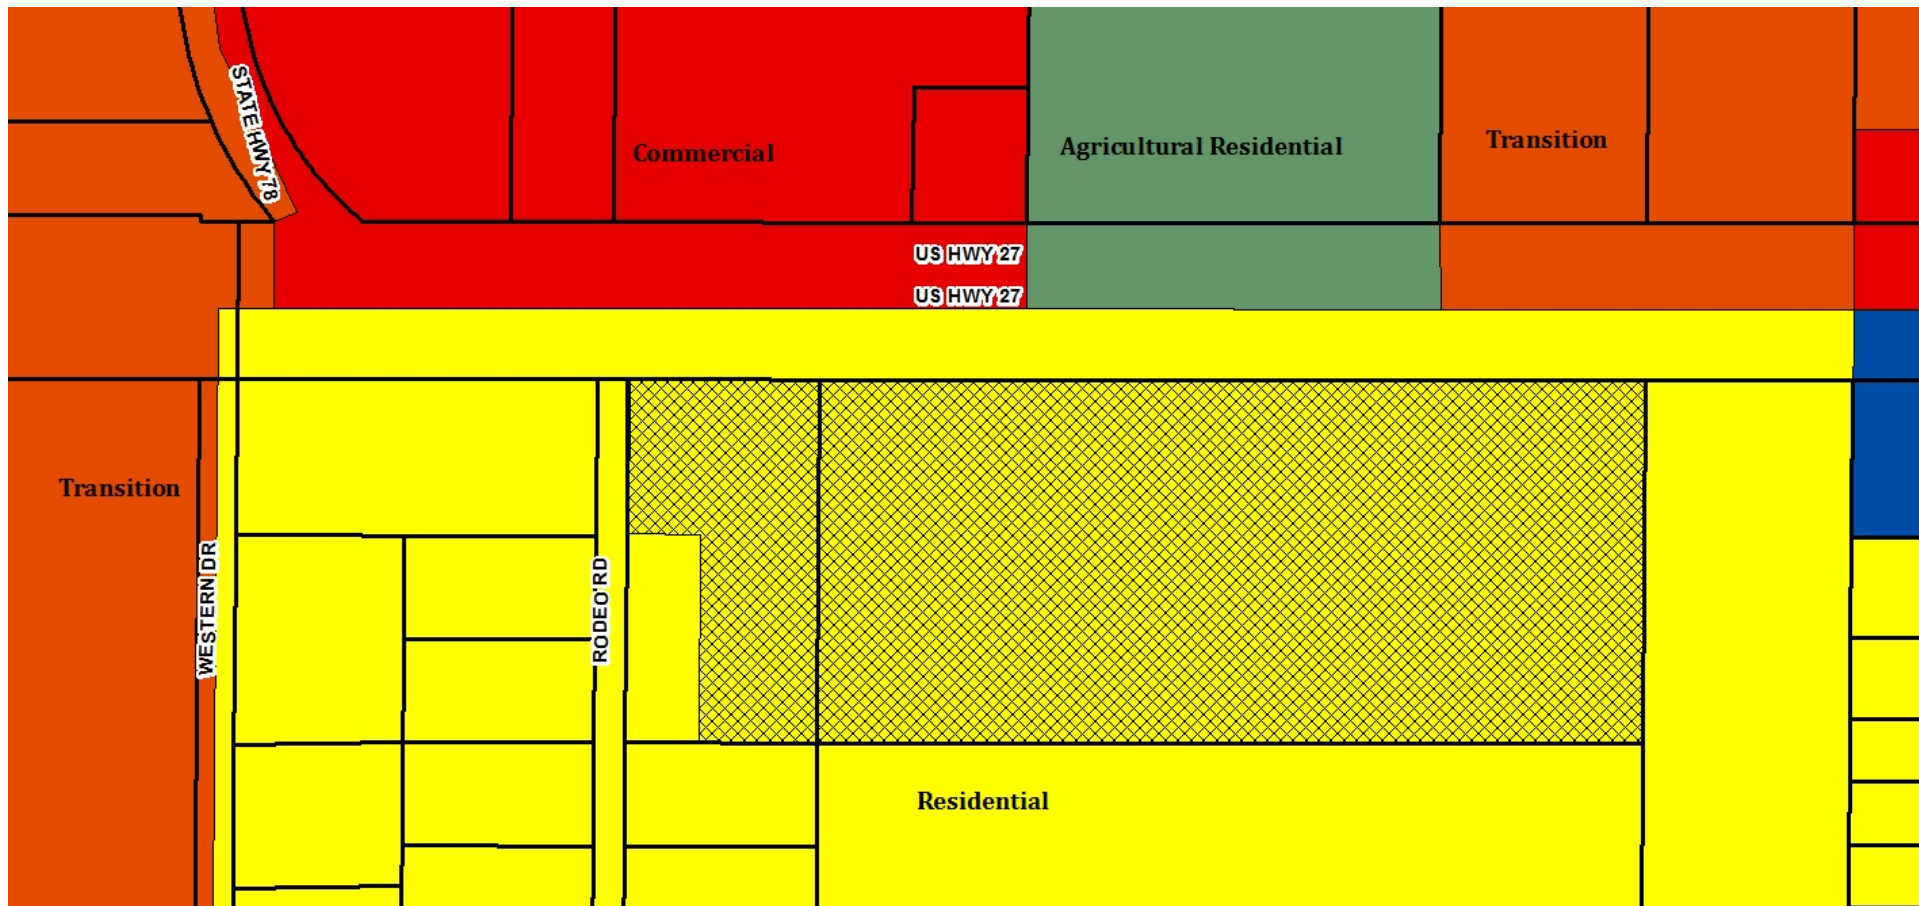 STATE HWY 78
Commercial
Agricultural Residential
Transition
US HWY 27
US HWY 27
Transition
WESTERN DR
RODEO RD
Residential